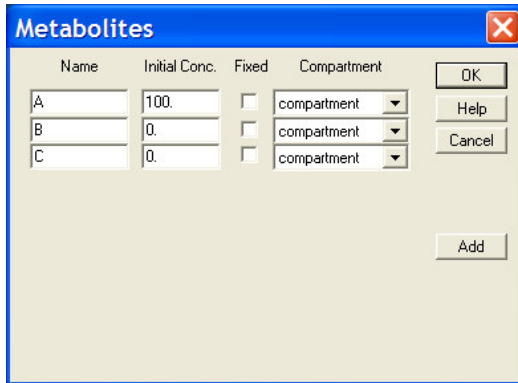 Metabolites
Name Initial Conc. Fixed Compartment
OK
A 100. compartment
Help
B 0. compartment
Cancel
C 0. compartment
Add